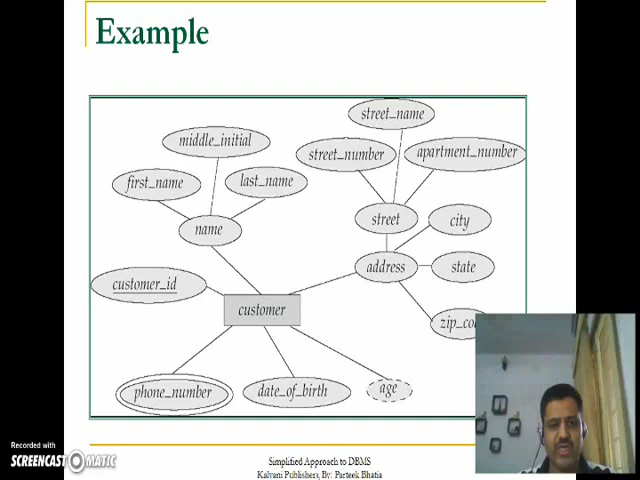 Example
street_name
middle_initial
street_number
apartment_number
first_name
last_name
street
city
name
address
state
customer_id
customer
phone_number
date_of_birth
age
Recorded with
SCREENCAST-O-MATIC
Simplified Approach to DBMS
Kalyani Publishers, By: Parteek Bhatia